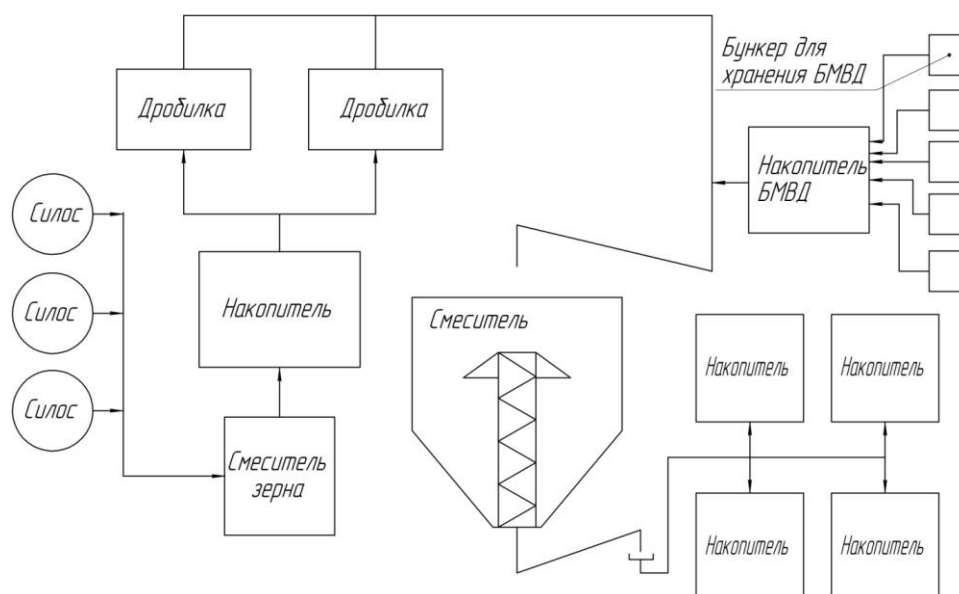 Бункер для
хранения БМВД
Дробилка
Дробилка
Накопитель
БМВД
Силос
Силос
Силос
Накопитель
Смеситель
зерна
Смеситель
Накопитель
Накопитель
Накопитель
Накопитель